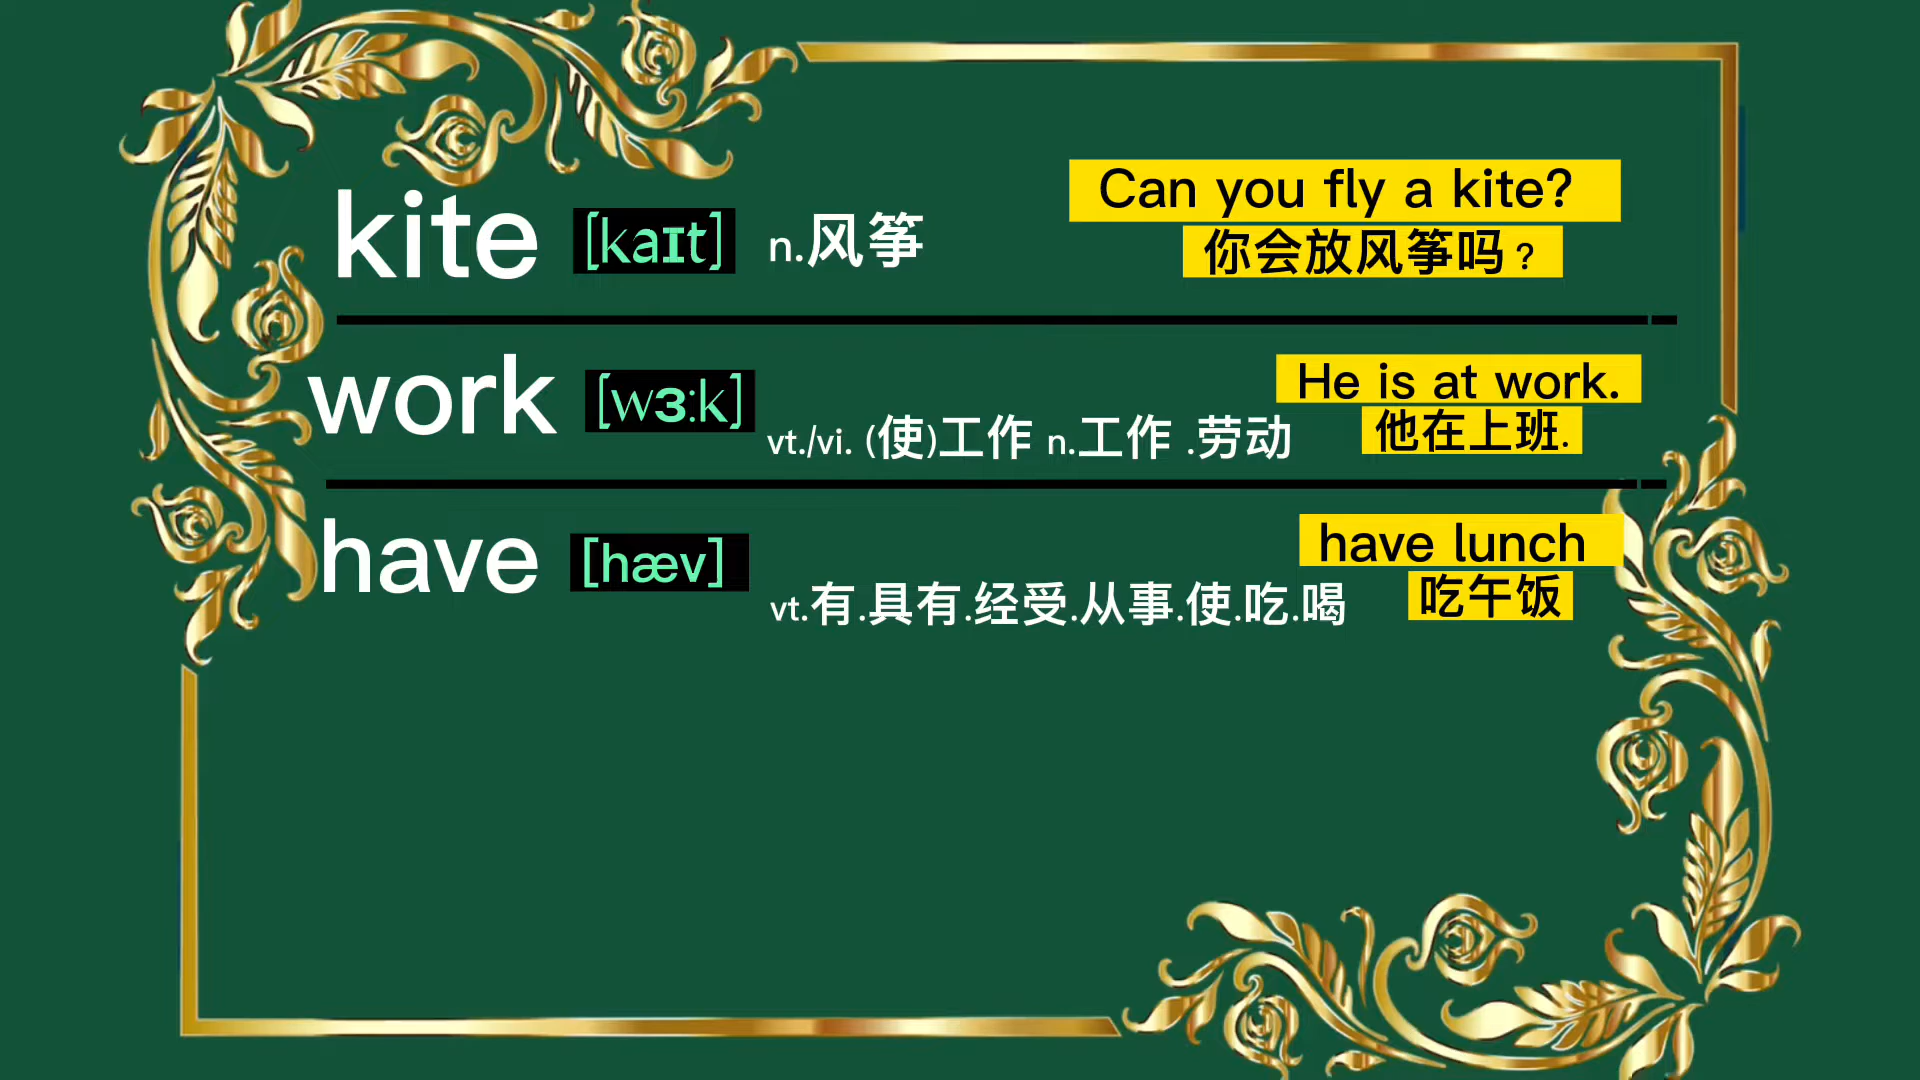 kite [kaɪt] n.风筝 Can you fly a kite?
你会放风筝吗？
work [wɜ:k] vt./vi. (使)工作 n.工作 .劳动 He is at work.
他在上班.
have [hæv] vt.有.具有.经受.从事.使.吃.喝 have lunch
吃午饭